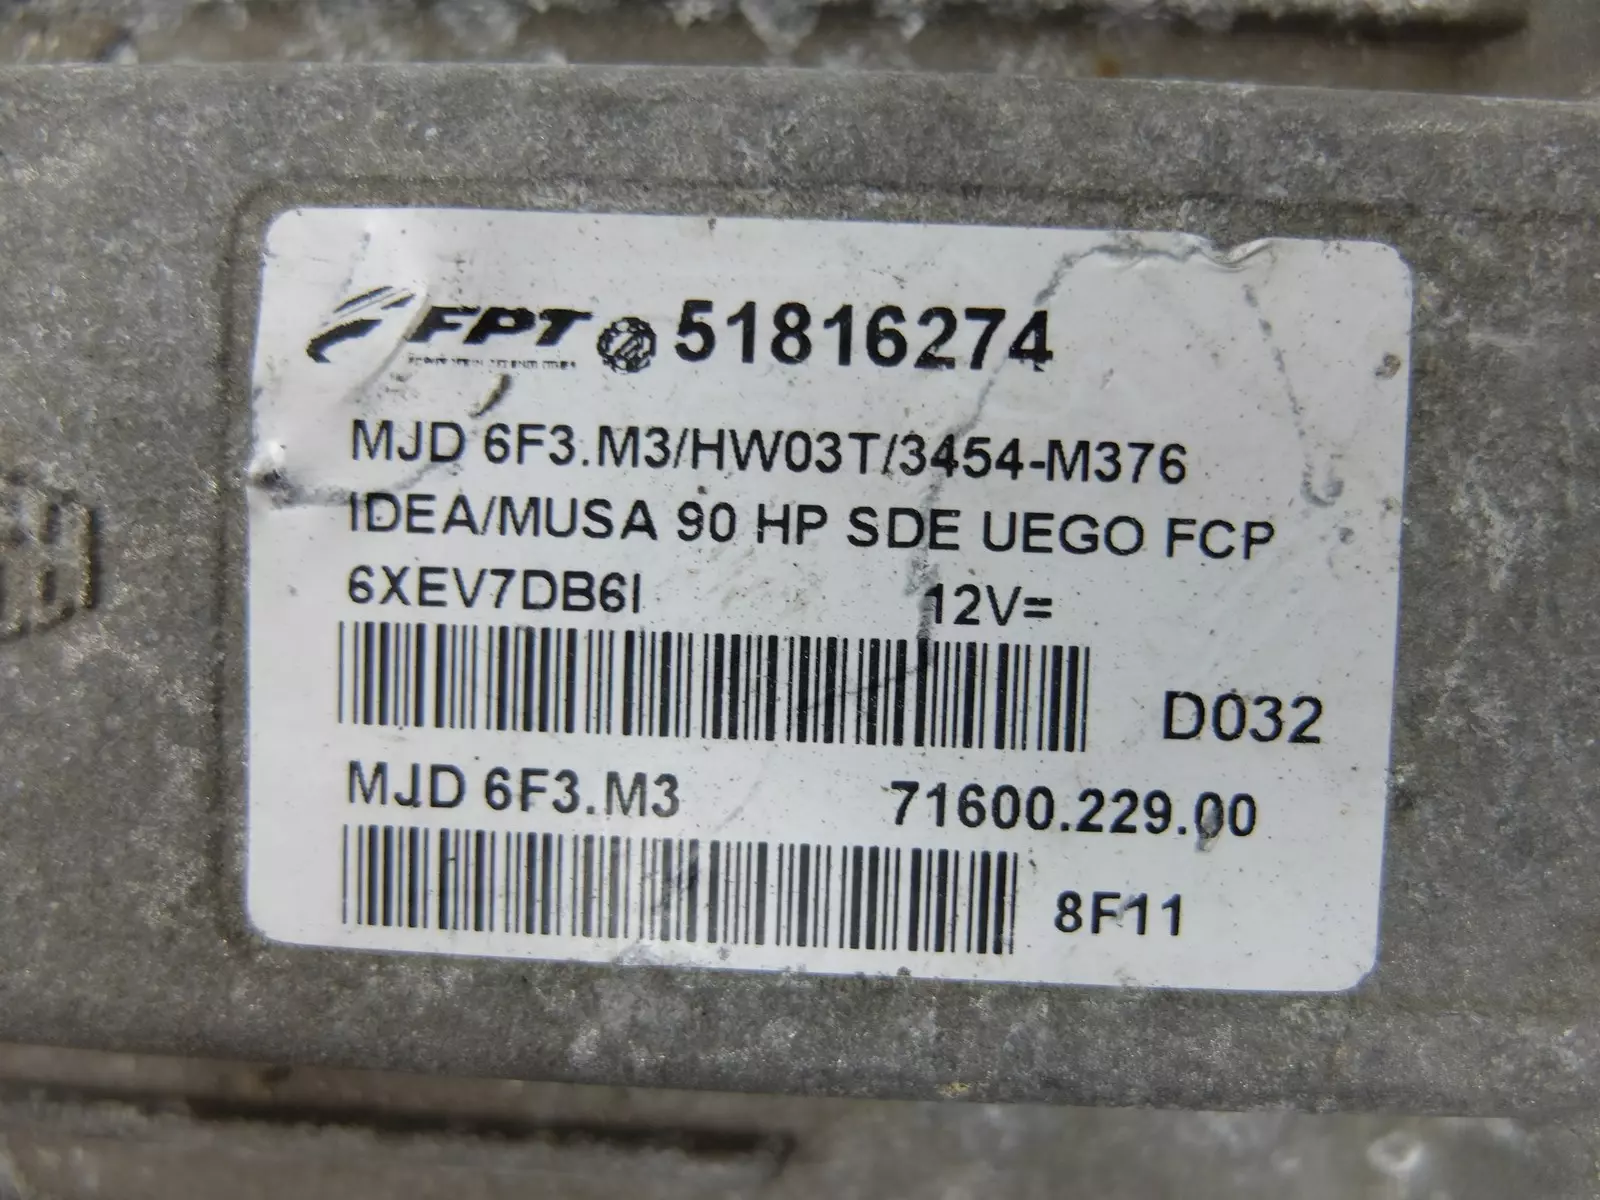 FPT 51816274
MJD 6F3.M3/HW03T/3454-M376
IDEA/MUSA 90 HP SDE UEGO FCP
6XEV7DB6I 12V=
D032
MJD 6F3.M3 71600.229.00
8F11